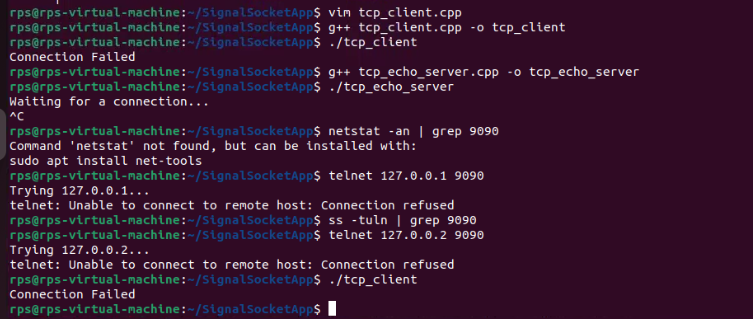 rps@rps-virtual-machine:~/SignalSocketApp$ vim tcp_client.cpp
rps@rps-virtual-machine:~/SignalSocketApp$ g++ tcp_client.cpp -o tcp_client
rps@rps-virtual-machine:~/SignalSocketApp$ ./tcp_client
Connection Failed
rps@rps-virtual-machine:~/SignalSocketApp$ g++ tcp_echo_server.cpp -o tcp_echo_server
rps@rps-virtual-machine:~/SignalSocketApp$ ./tcp_echo_server
Waiting for a connection...
^C
rps@rps-virtual-machine:~/SignalSocketApp$ netstat -an | grep 9090
Command 'netstat' not found, but can be installed with:
sudo apt install net-tools
rps@rps-virtual-machine:~/SignalSocketApp$ telnet 127.0.0.1 9090
Trying 127.0.0.1...
telnet: Unable to connect to remote host: Connection refused
rps@rps-virtual-machine:~/SignalSocketApp$ ss -tuln | grep 9090
rps@rps-virtual-machine:~/SignalSocketApp$ telnet 127.0.0.2 9090
Trying 127.0.0.2...
telnet: Unable to connect to remote host: Connection refused
rps@rps-virtual-machine:~/SignalSocketApp$ ./tcp_client
Connection Failed
rps@rps-virtual-machine:~/SignalSocketApp$